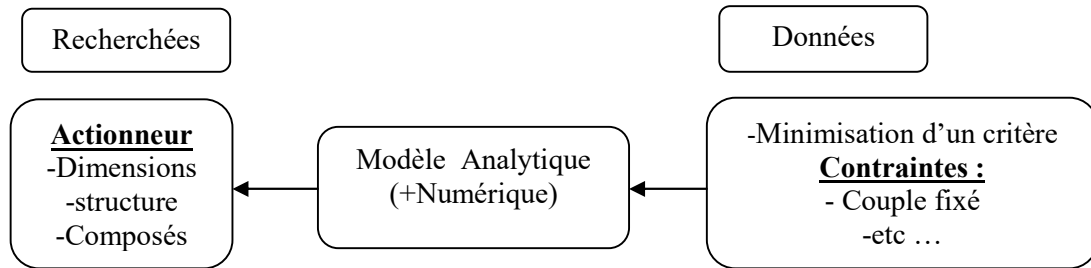 Recherchées
Données
Actionneur
-Dimensions
-structure
-Composés
Modèle Analytique
(+Numérique)
-Minimisation d’un critère
Contraintes :
- Couple fixé
-etc …